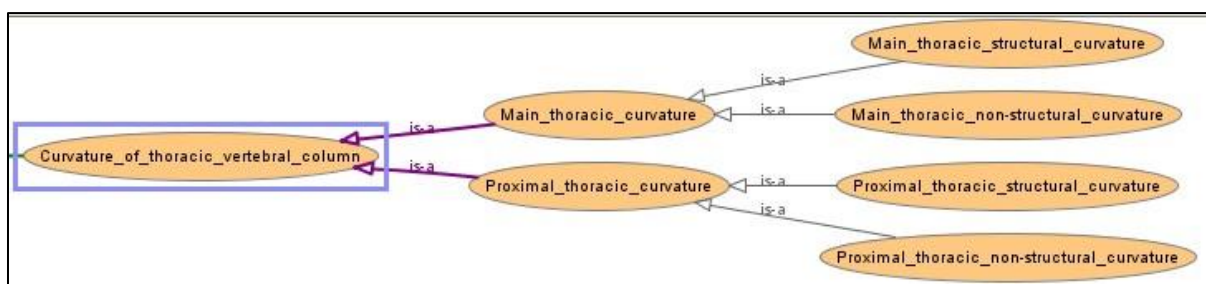 Main_thoracic_structural_curvature
is-a
Main_thoracic_curvature
is-a
Main_thoracic_non-structural_curvature
is-a
Curvature_of_thoracic_vertebral_column
is-a
Proximal_thoracic_curvature
is-a
Proximal_thoracic_structural_curvature
is-a
Proximal_thoracic_non-structural_curvature